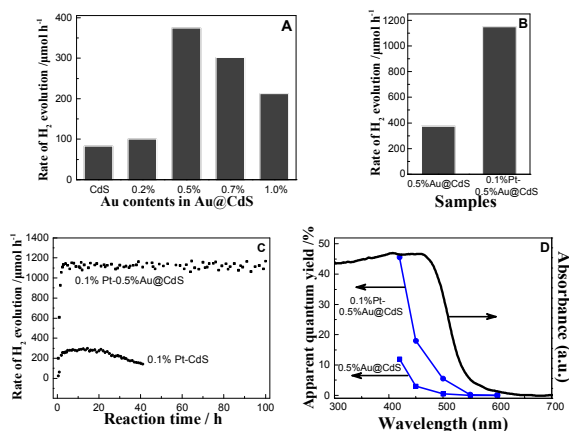 A
Rate of H2 evolution /μmol h-1
400
350
300
250
200
150
100
50
0
CdS 0.2% 0.5% 0.7% 1.0%
Au contents in Au@CdS
B
Rate of H2 evolution /μmol h-1
1200
1000
800
600
400
200
0
0.5%Au@CdS
0.1%Pt-
0.5%Au@CdS
Samples
C
Rate of H2 evolution /μmol h-1
1400
1200
1000
800
600
400
200
0
0.1% Pt-0.5%Au@CdS
0.1% Pt-CdS
0 20 40 60 80 100
Reaction time / h
D
Apparent quantum yield /%
50
40
30
20
10
0
0.1%Pt-
0.5%Au@CdS
0.5%Au@CdS
300 400 500 600 700
Wavelength (nm)
Absorbance (a.u.)